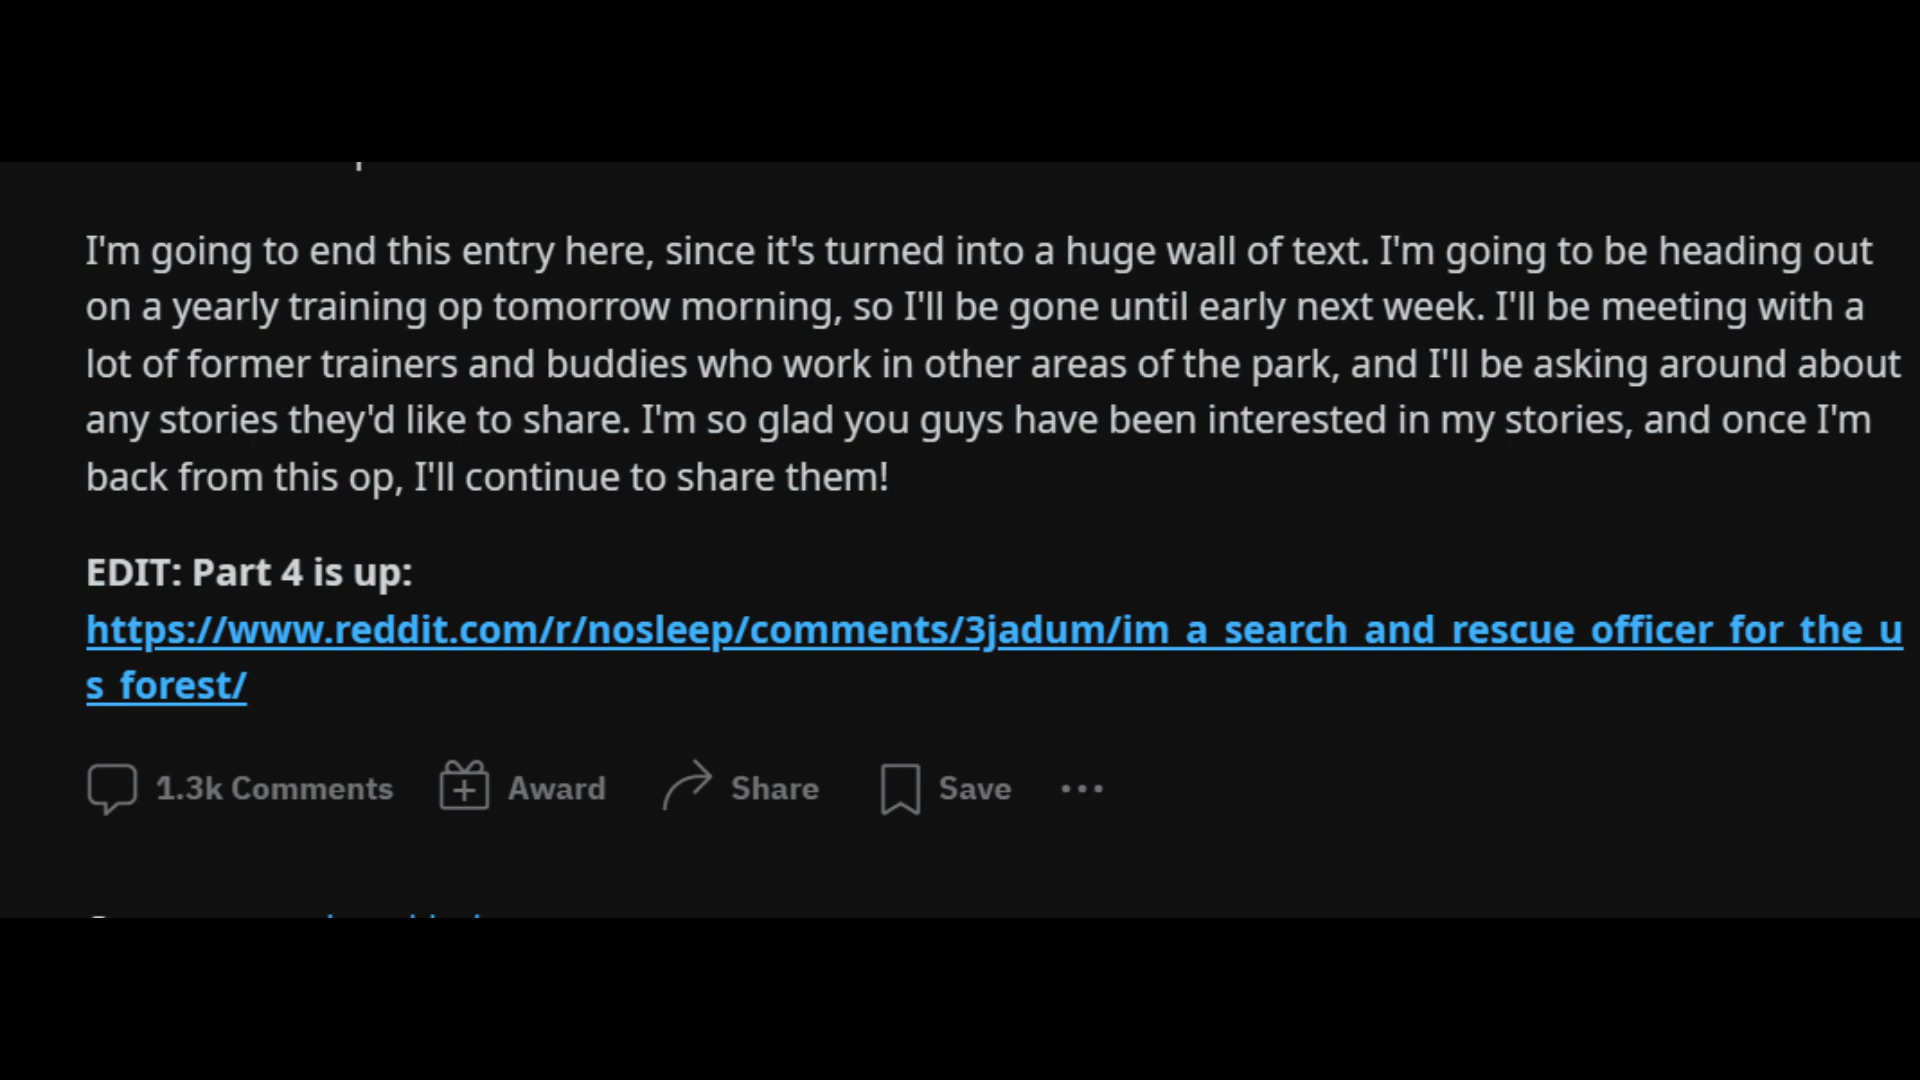 I'm going to end this entry here, since it's turned into a huge wall of text. I'm going to be heading out
on a yearly training op tomorrow morning, so I'll be gone until early next week. I'll be meeting with a
lot of former trainers and buddies who work in other areas of the park, and I'll be asking around about
any stories they'd like to share. I'm so glad you guys have been interested in my stories, and once I'm
back from this op, I'll continue to share them!
EDIT: Part 4 is up:
https://www.reddit.com/r/nosleep/comments/3jadum/im_a_search_and_rescue_officer_for_the_u
s_forest/
1.3k Comments Award Share Save